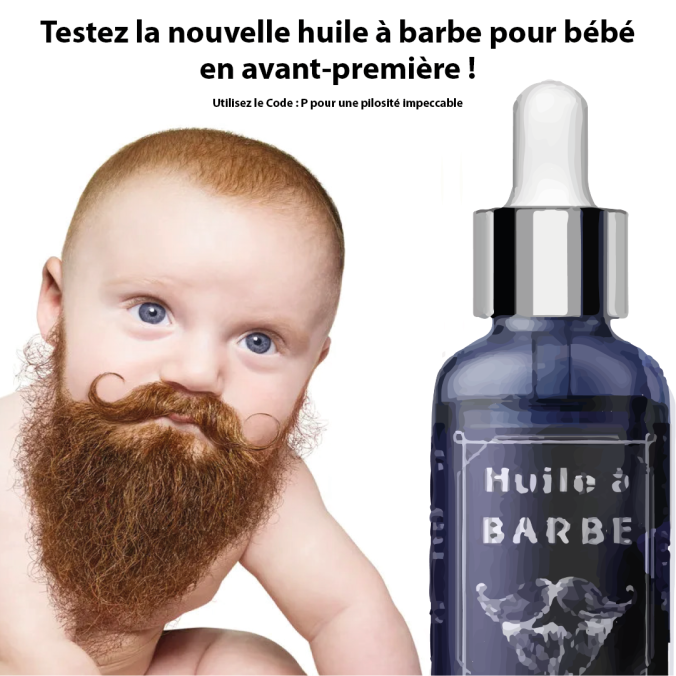 Testez la nouvelle huile à barbe pour bébé
en avant-première !
Utilisez le Code : P pour une pilosité impeccable
Huile à
BARBE